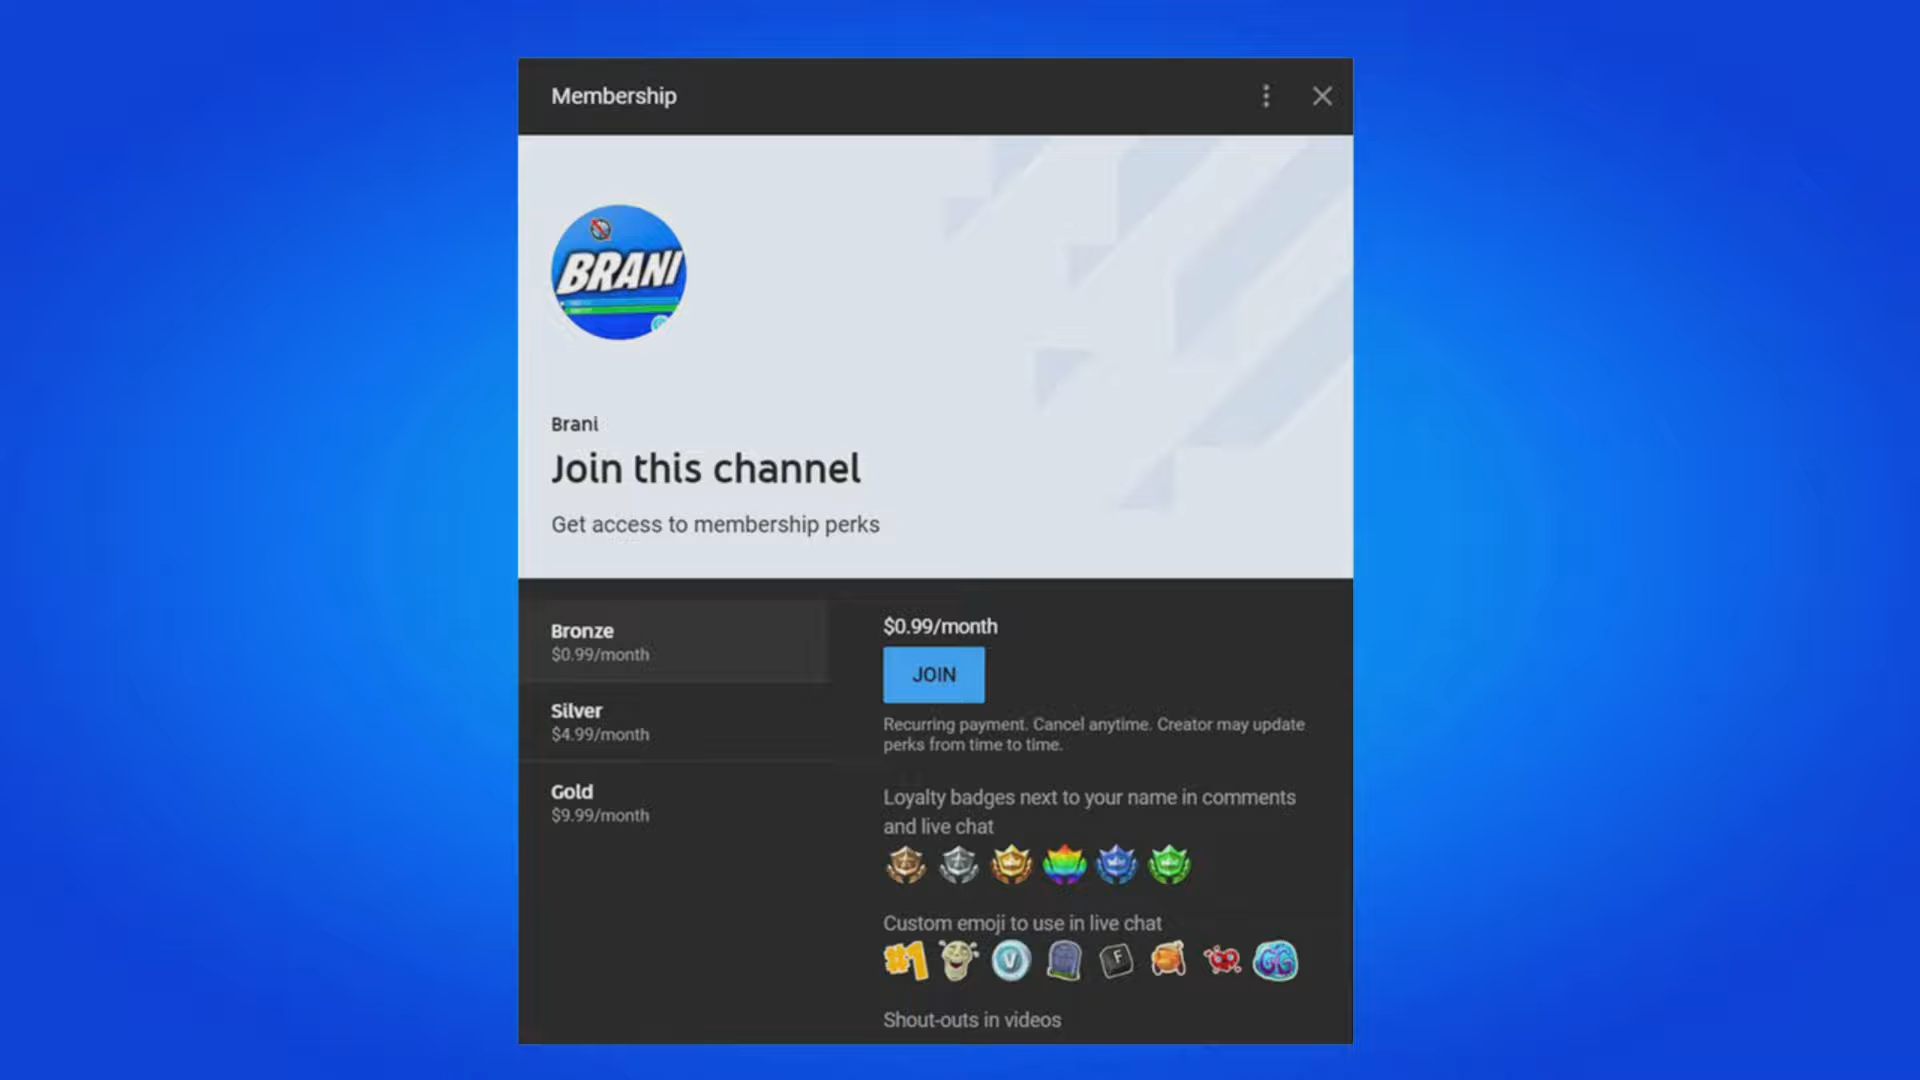 Membership
BRANI
Brani
Join this channel
Get access to membership perks
Bronze
$0.99/month
Silver
$4.99/month
Gold
$9.99/month
$0.99/month
JOIN
Recurring payment. Cancel anytime. Creator may update
perks from time to time.
Loyalty badges next to your name in comments
and live chat
Custom emoji to use in live chat
#1
V
F
GG
Shout-outs in videos